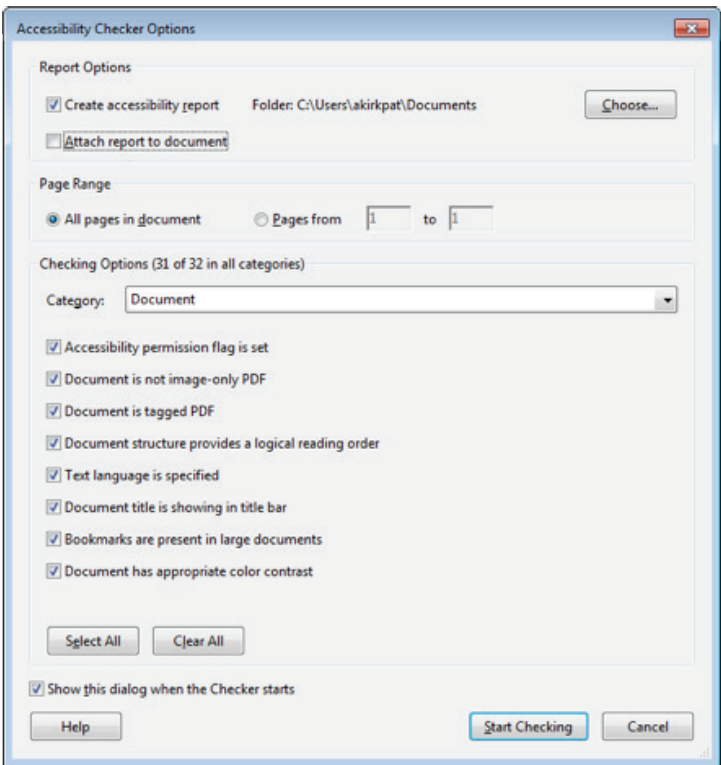 Accessibility Checker Options
Report Options
Create accessibility report Folder: C:\Users\akirkpat\Documents Choose...
Attach report to document
Page Range
All pages in document Pages from 1 to 1
Checking Options (31 of 32 in all categories)
Category: Document
Accessibility permission flag is set
Document is not image-only PDF
Document is tagged PDF
Document structure provides a logical reading order
Text language is specified
Document title is showing in title bar
Bookmarks are present in large documents
Document has appropriate color contrast
Select All Clear All
Show this dialog when the Checker starts
Help Start Checking Cancel